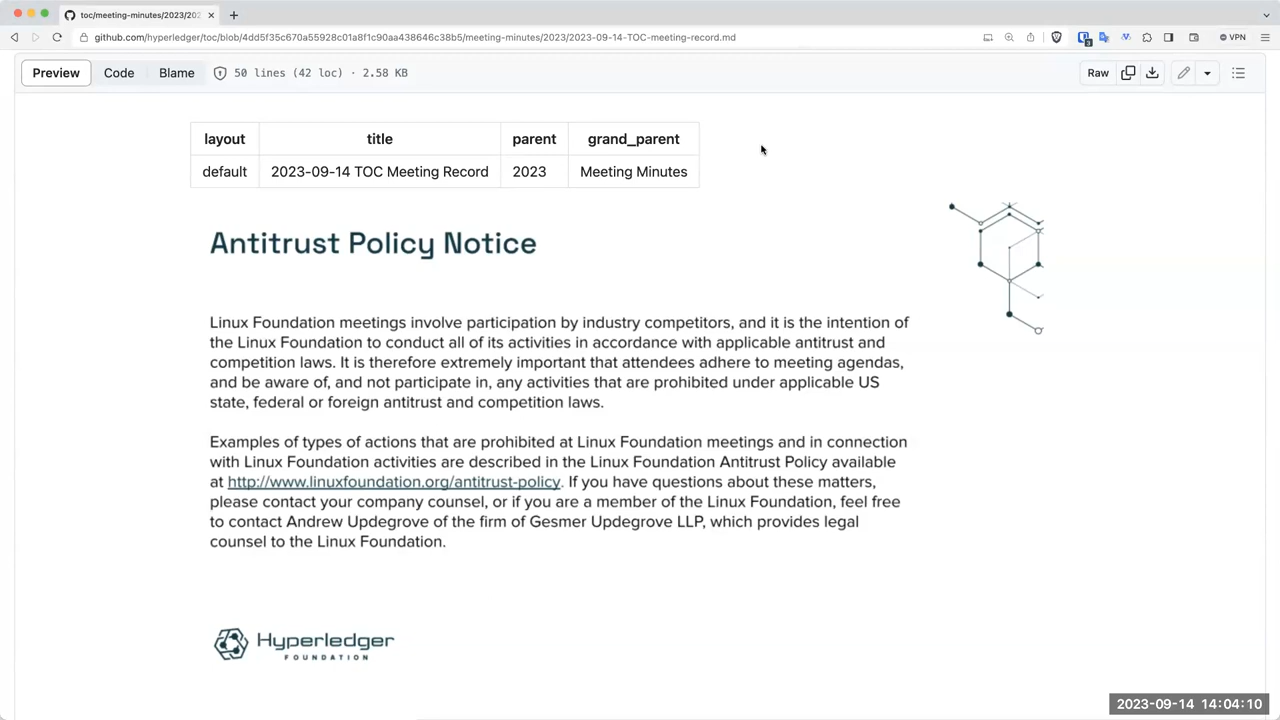 toc/meeting-minutes/2023/202
github.com/hyperledger/toc/blob/4dd5f35c670a55928c01a8f1c90aa438646c38b5/meeting-minutes/2023/2023-09-14-TOC-meeting-record.md
VPN
Preview Code Blame 50 lines (42 loc) · 2.58 KB Raw
layout title parent grand_parent
default 2023-09-14 TOC Meeting Record 2023 Meeting Minutes
Antitrust Policy Notice
Linux Foundation meetings involve participation by industry competitors, and it is the intention of
the Linux Foundation to conduct all of its activities in accordance with applicable antitrust and
competition laws. It is therefore extremely important that attendees adhere to meeting agendas,
and be aware of, and not participate in, any activities that are prohibited under applicable US
state, federal or foreign antitrust and competition laws.
Examples of types of actions that are prohibited at Linux Foundation meetings and in connection
with Linux Foundation activities are described in the Linux Foundation Antitrust Policy available
at http://www.linuxfoundation.org/antitrust-policy. If you have questions about these matters,
please contact your company counsel, or if you are a member of the Linux Foundation, feel free
to contact Andrew Updegrove of the firm of Gesmer Updegrove LLP, which provides legal
counsel to the Linux Foundation.
Hyperledger
FOUNDATION
2023-09-14 14:04:10